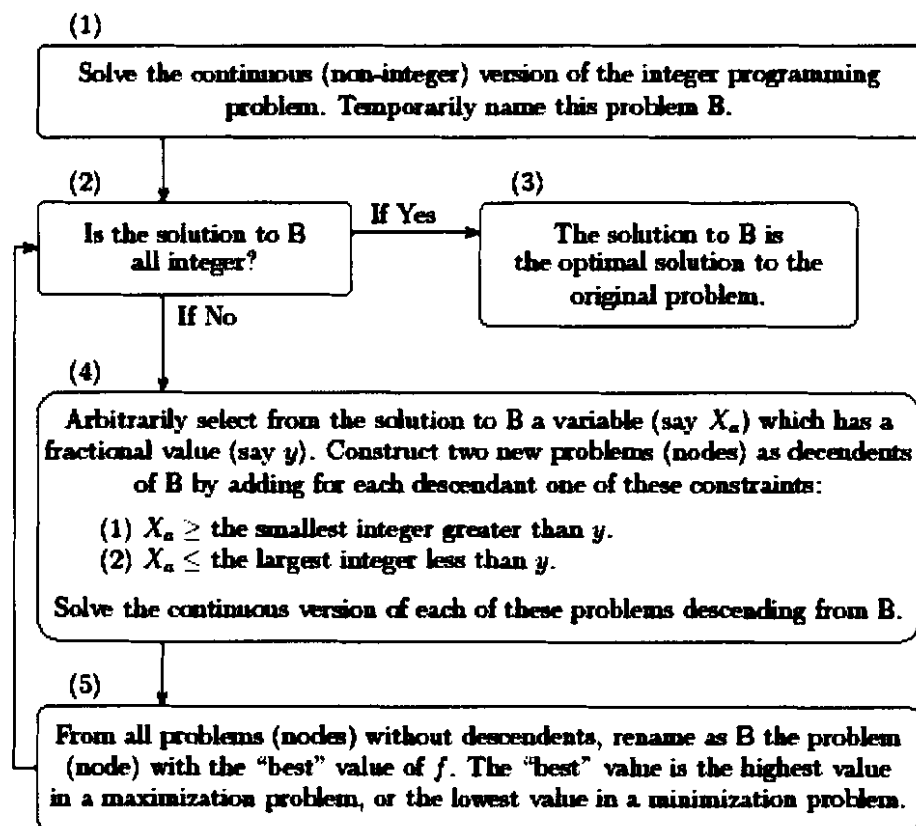 (1)
Solve the continuous (non-integer) version of the integer programming
problem. Temporarily name this problem B.
(2)
Is the solution to B
all integer?
If Yes
(3)
The solution to B is
the optimal solution to the
original problem.
If No
(4)
Arbitrarily select from the solution to B a variable (say Xₐ) which has a
fractional value (say y). Construct two new problems (nodes) as decendents
of B by adding for each descendant one of these constraints:
(1) Xₐ ≥ the smallest integer greater than y.
(2) Xₐ ≤ the largest integer less than y.
Solve the continuous version of each of these problems descending from B.
(5)
From all problems (nodes) without descendents, rename as B the problem
(node) with the "best" value of f. The "best" value is the highest value
in a maximization problem, or the lowest value in a minimization problem.